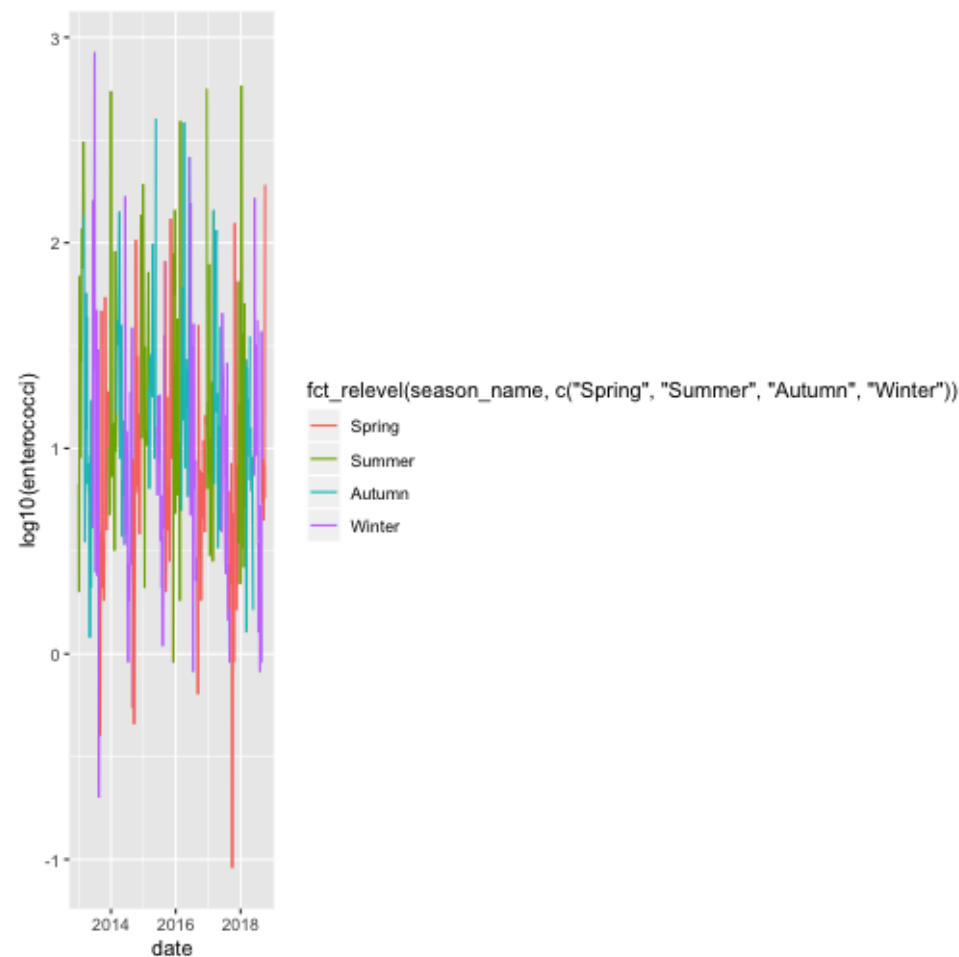 3
2
1
0
-1
log10(enterococci)
2014 2016 2018
date
fct_relevel(season_name, c("Spring", "Summer", "Autumn", "Winter"))
Spring
Summer
Autumn
Winter